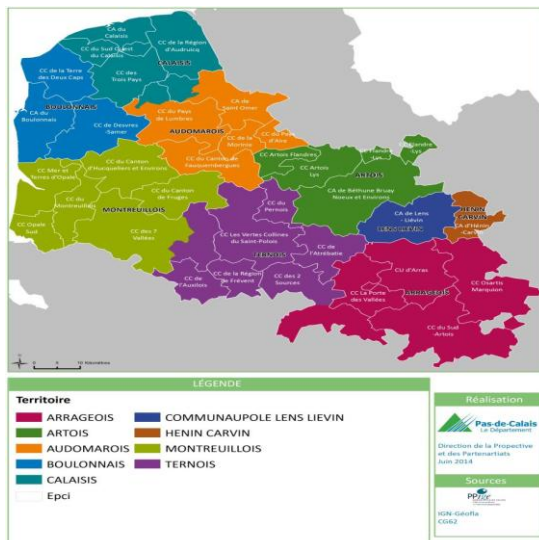 CA du
Calaisis
CC du Sud Ouest
du Calaisis
CC de la Région
d'Audruicq
CALAISIS
CC des
Trois Pays
CC de la Terre
des Deux Caps
BOULONNAIS
CA du
Boulonnais
CC de Desvres
-Samer
CC du Pays
de Lumbres
CA de
Saint Omer
AUDOMAROIS
CC de la
Morinie
CC du Pays
d'Aire
CC du Canton de
Fauquembergues
CC Artois Flandres
CC Artois
Lys
CC Flandre
Lys
ARTOIS
CA de Béthune Bruay
Noeux et Environs
CC Mer et
Terres d'Opale
CC du Canton
d'Hucqueliers et Environs
CC du
Montreuillois
CC du Canton
de Fruges
MONTREUILLOIS
CC Opale
Sud
CC des 7
Vallées
CC du
Pernois
CC Les Vertes Collines
du Saint-Polois
TERNOIS
CC de
l'Atrébatie
CC de
l'Auxilois
CC de la Région
de Frévent
CC des 2
Sources
CA de Lens
- Liévin
LENS LIEVIN
HENIN
CARVIN
CA d'Hénin
-Carvin
CU d'Arras
CC Osartis
Marquion
CC La Porte
des Vallées
ARRAGEOIS
CC du Sud
-Artois
10 Kilomètres
LÉGENDE
Territoire
ARRAGEOIS
ARTOIS
AUDOMAROIS
BOULONNAIS
CALAISIS
Epci
COMMUNAUPOLE LENS LIEVIN
HENIN CARVIN
MONTREUILLOIS
TERNOIS
Réalisation
Pas-de-Calais
Le Département
Direction de la Propective
et des Partenartiats
Juin 2014
Sources
IGN-Géofla
CG62